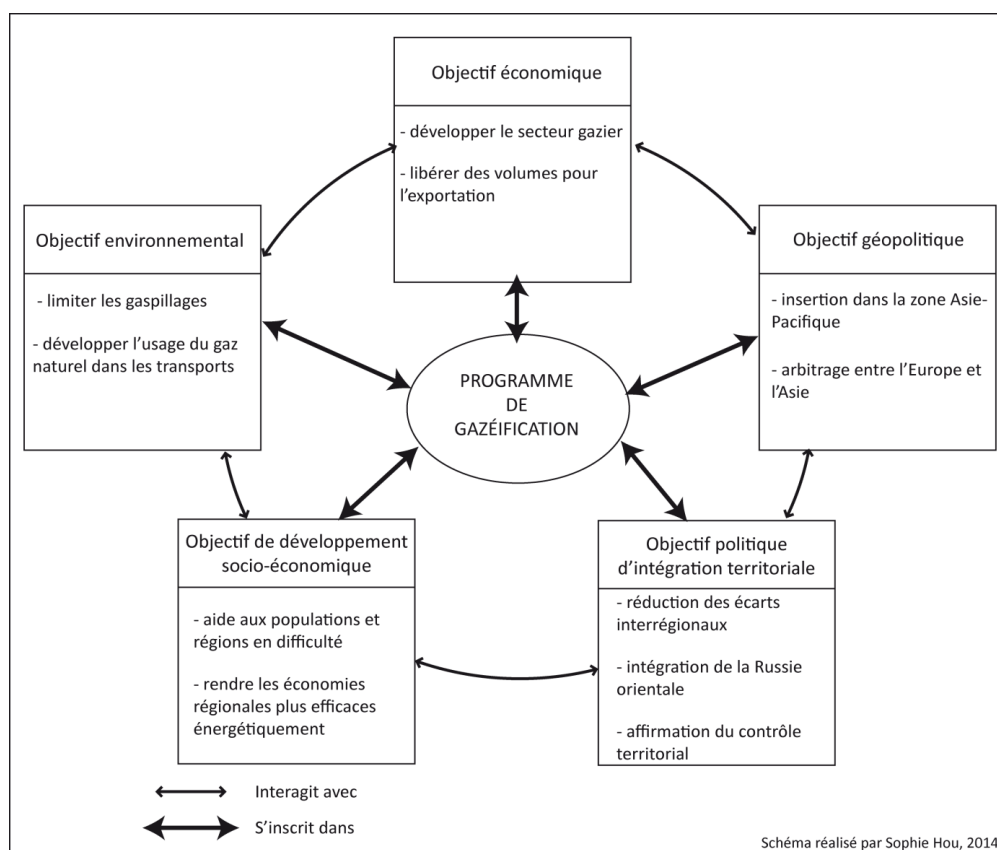 Objectif économique
- développer le secteur gazier
- libérer des volumes pour
l'exportation
Objectif environnemental
- limiter les gaspillages
- développer l'usage du gaz
naturel dans les transports
Objectif géopolitique
- insertion dans la zone Asie-
Pacifique
- arbitrage entre l'Europe et
l'Asie
PROGRAMME
DE
GAZÉIFICATION
Objectif de développement
socio-économique
- aide aux populations et
régions en difficulté
- rendre les économies
régionales plus efficaces
énergétiquement
Objectif politique
d'intégration territoriale
- réduction des écarts
interrégionaux
- intégration de la Russie
orientale
- affirmation du contrôle
territorial
Interagit avec
S'inscrit dans
Schéma réalisé par Sophie Hou, 2014